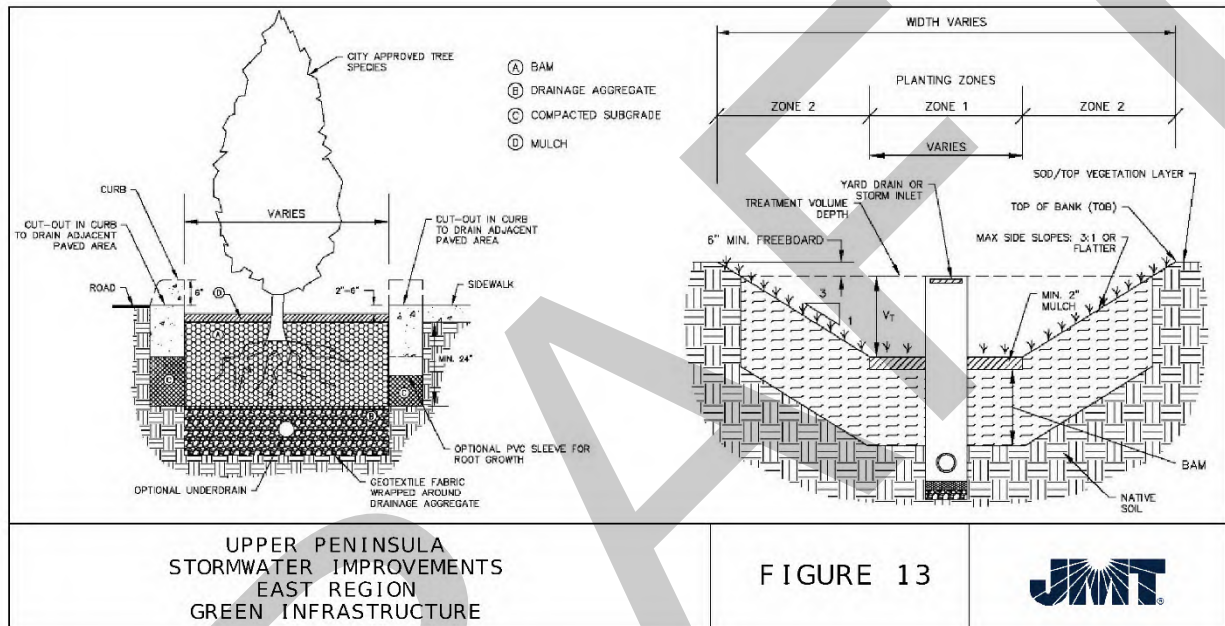 CITY APPROVED TREE
SPECIES
Ⓐ BAM
Ⓑ DRAINAGE AGGREGATE
Ⓒ COMPACTED SUBGRADE
Ⓓ MULCH
CURB
CUT-OUT IN CURB
TO DRAIN ADJACENT
PAVED AREA
VARIES
CUT-OUT IN CURB
TO DRAIN ADJACENT
PAVED AREA
ROAD
6"
D
2"-6"
SIDEWALK
A
MIN. 24"
C
C
B
OPTIONAL PVC SLEEVE FOR
ROOT GROWTH
OPTIONAL UNDERDRAIN
GEOTEXTILE FABRIC
WRAPPED AROUND
DRAINAGE AGGREGATE
WIDTH VARIES
PLANTING ZONES
ZONE 2
ZONE 1
ZONE 2
VARIES
YARD DRAIN OR
STORM INLET
SOD/TOP VEGETATION LAYER
TREATMENT VOLUME
DEPTH
TOP OF BANK (TOB)
6" MIN. FREEBOARD
MAX SIDE SLOPES: 3:1 OR
FLATTER
3
1
VT
MIN. 2"
MULCH
BAM
NATIVE
SOIL
UPPER PENINSULA
STORMWATER IMPROVEMENTS
EAST REGION
GREEN INFRASTRUCTURE
FIGURE 13
JMT®
DRAFT